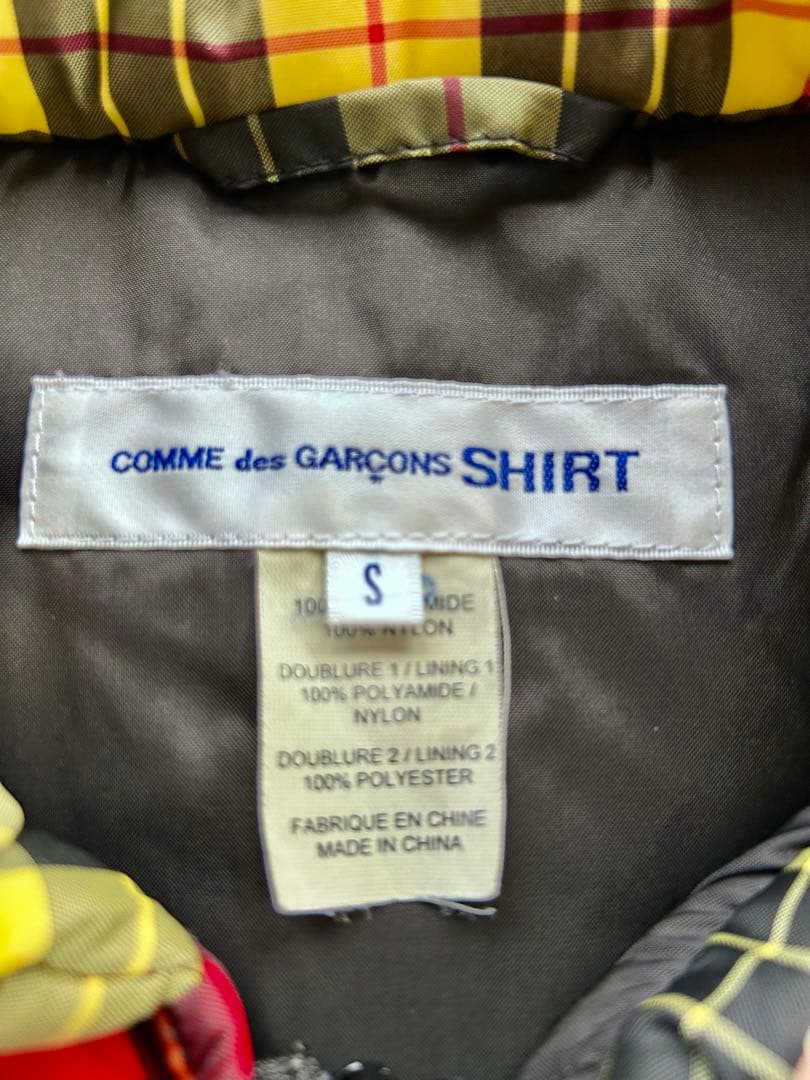 COMME des GARÇONS SHIRT
S
100% NYLON
DOUBLURE 1 / LINING 1
100% POLYAMIDE /
NYLON
DOUBLURE 2 / LINING 2
100% POLYESTER
FABRIQUE EN CHINE
MADE IN CHINA